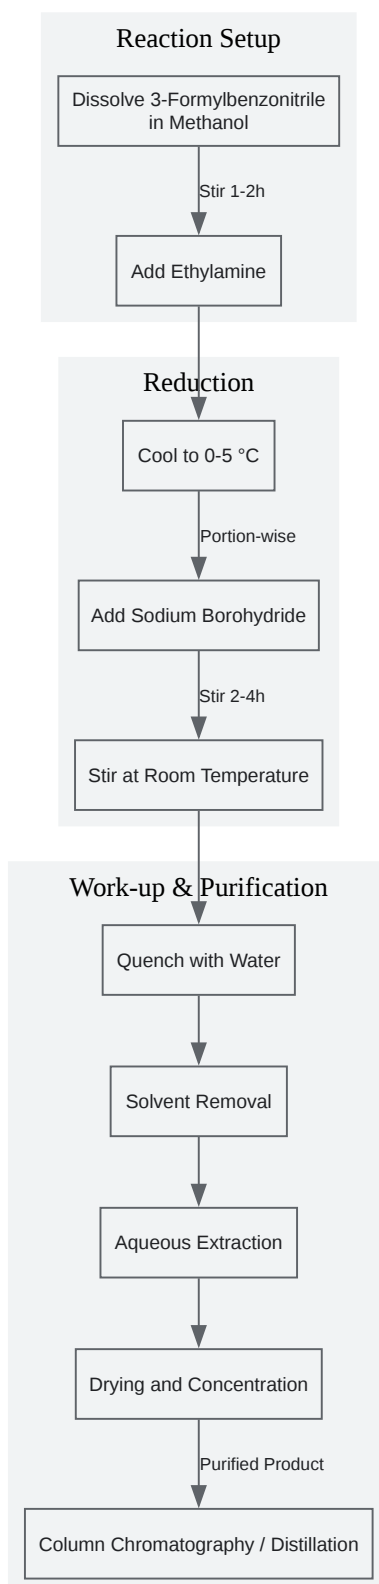 Reaction Setup
Dissolve 3-Formylbenzonitrile
in Methanol
Stir 1-2h
Add Ethylamine
Reduction
Cool to 0-5 °C
Portion-wise
Add Sodium Borohydride
Stir 2-4h
Stir at Room Temperature
Work-up & Purification
Quench with Water
Solvent Removal
Aqueous Extraction
Drying and Concentration
Purified Product
Column Chromatography / Distillation